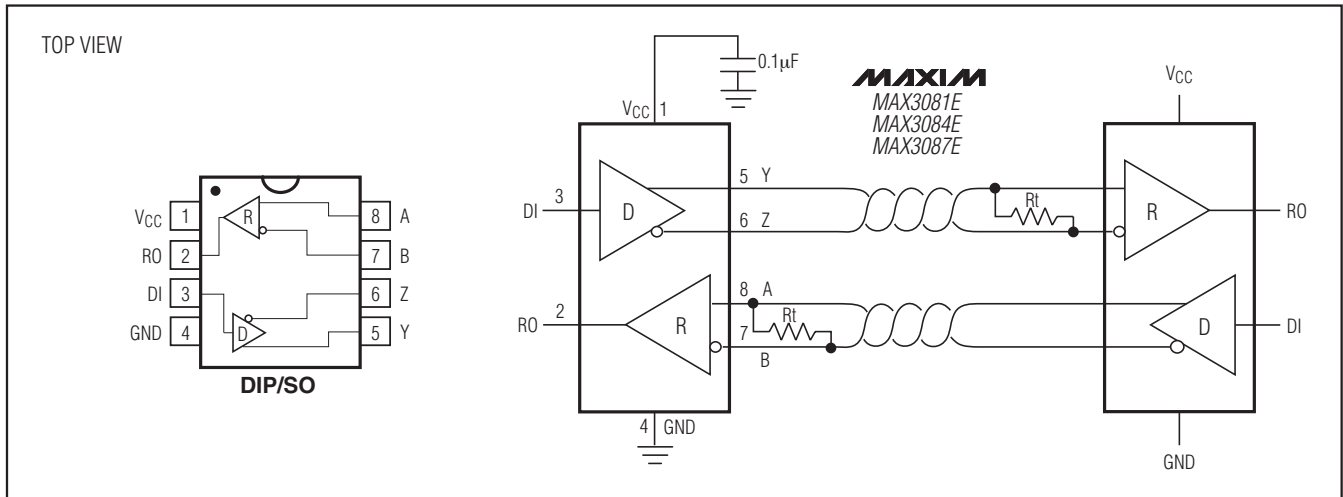 TOP VIEW
VCC 1
RO 2
DI 3
GND 4
8 A
7 B
6 Z
5 Y
R
D
DIP/SO
0.1µF
VCC 1
MAXIM
MAX3081E
MAX3084E
MAX3087E
VCC
DI 3
D
5 Y
6 Z
Rt
R
RO
RO 2
R
8 A
Rt
7
B
D
DI
4 GND
GND